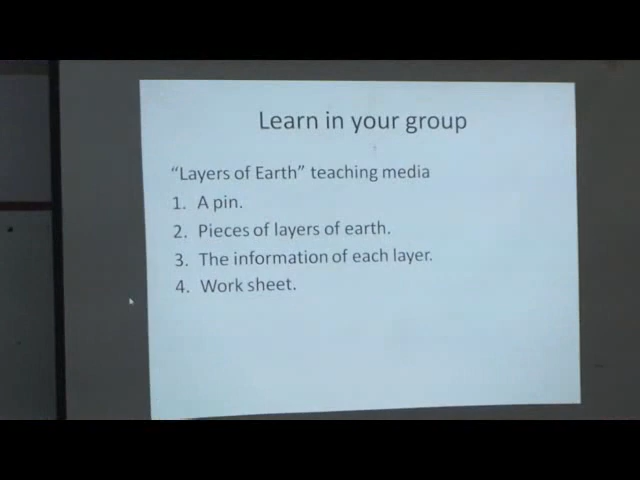 Learn in your group
“Layers of Earth” teaching media
1. A pin.
2. Pieces of layers of earth.
3. The information of each layer.
4. Work sheet.